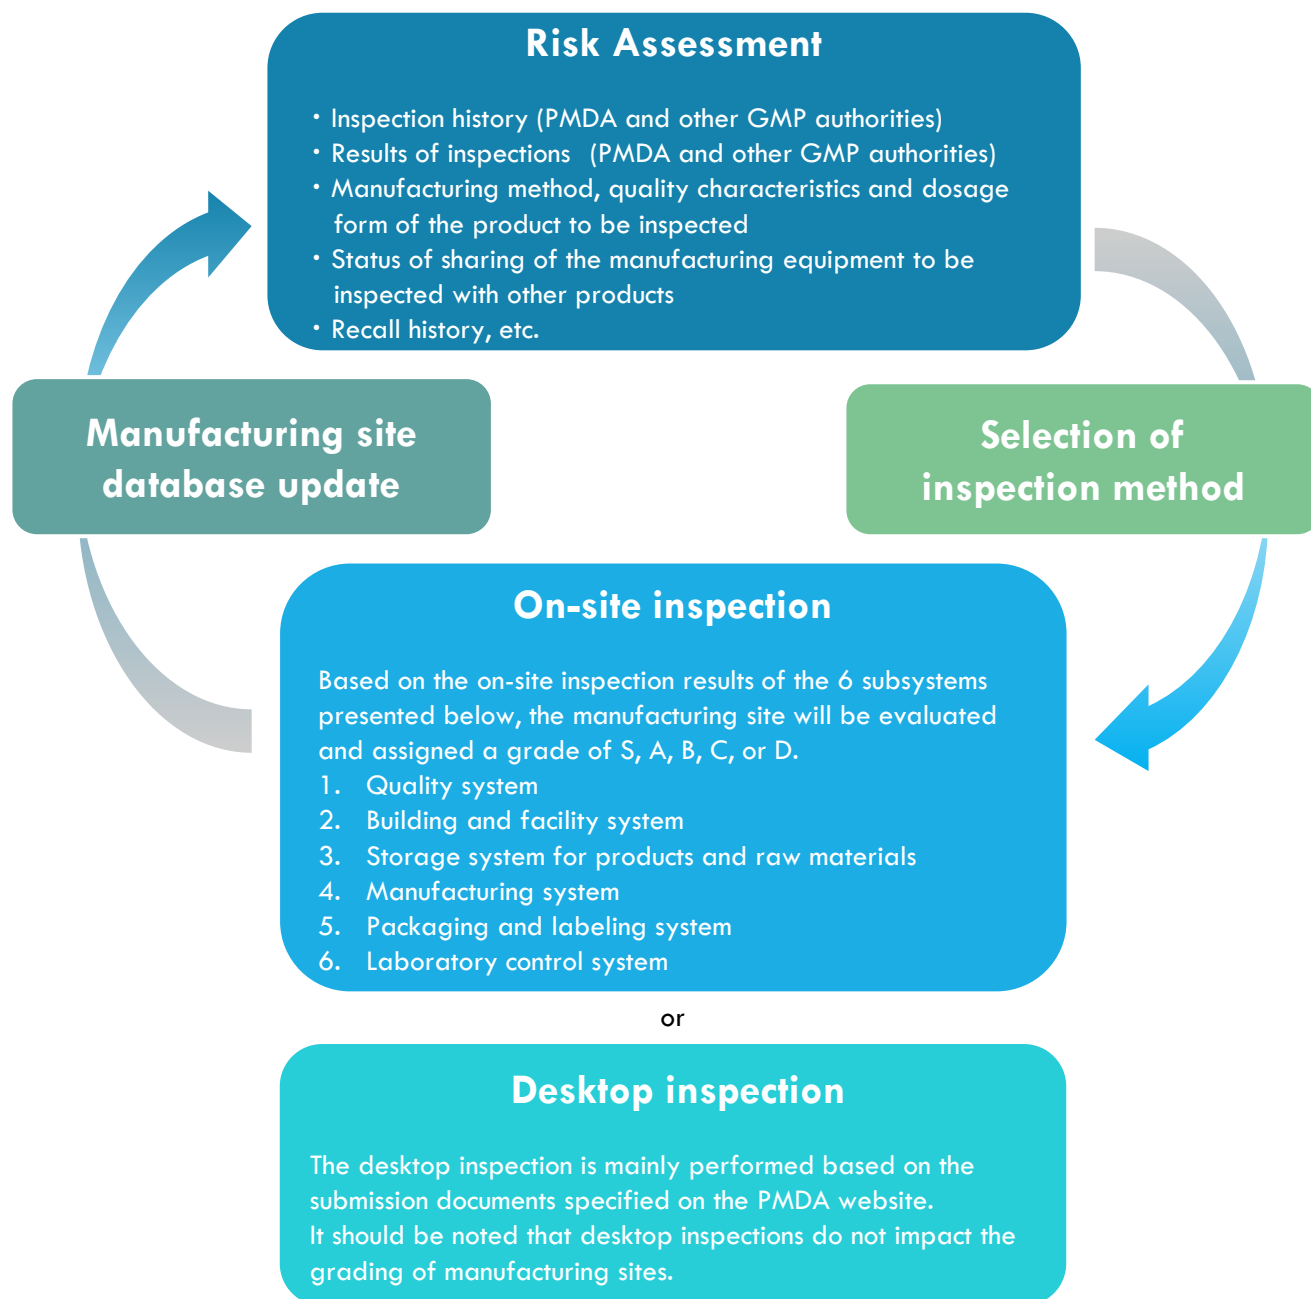 Risk Assessment
・Inspection history (PMDA and other GMP authorities)
・Results of inspections (PMDA and other GMP authorities)
・Manufacturing method, quality characteristics and dosage
form of the product to be inspected
・Status of sharing of the manufacturing equipment to be
inspected with other products
・Recall history, etc.
Manufacturing site
database update
Selection of
inspection method
On-site inspection
Based on the on-site inspection results of the 6 subsystems
presented below, the manufacturing site will be evaluated
and assigned a grade of S, A, B, C, or D.
1. Quality system
2. Building and facility system
3. Storage system for products and raw materials
4. Manufacturing system
5. Packaging and labeling system
6. Laboratory control system
or
Desktop inspection
The desktop inspection is mainly performed based on the
submission documents specified on the PMDA website.
It should be noted that desktop inspections do not impact the
grading of manufacturing sites.